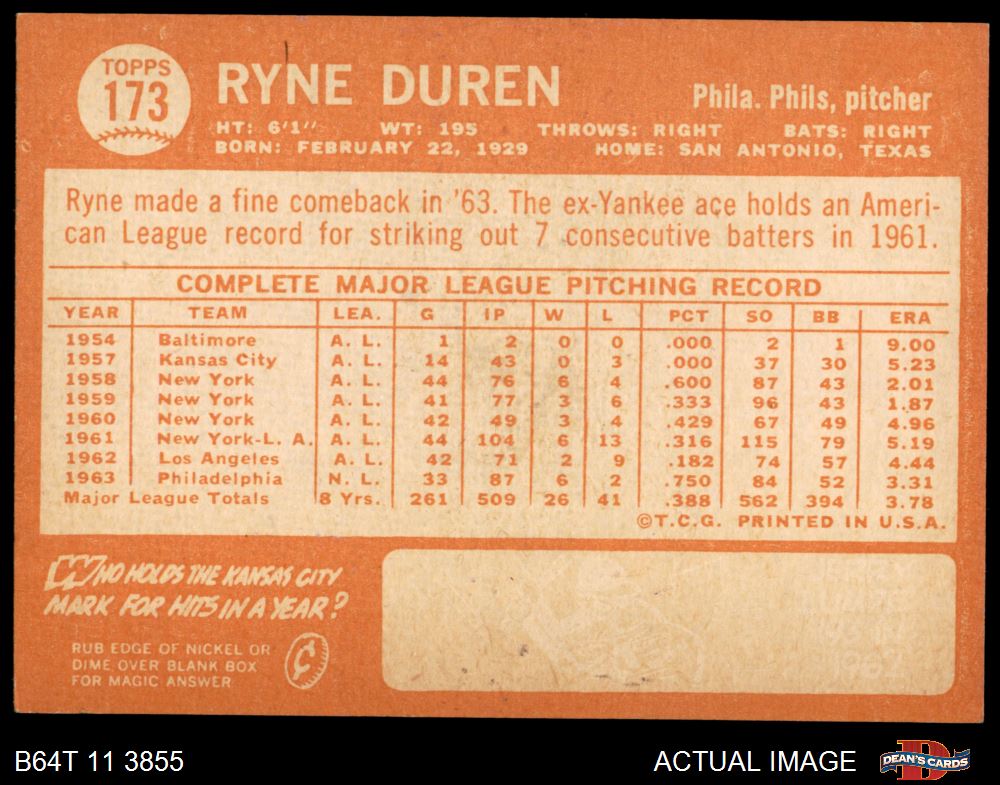 TOPPS
173
RYNE DUREN
Phila. Phils, pitcher
HT: 6'1" WT: 195 THROWS: RIGHT BATS: RIGHT
BORN: FEBRUARY 22, 1929 HOME: SAN ANTONIO, TEXAS
Ryne made a fine comeback in '63. The ex-Yankee ace holds an Ameri-
can League record for striking out 7 consecutive batters in 1961.
COMPLETE MAJOR LEAGUE PITCHING RECORD
YEAR TEAM LEA. G IP W L PCT SO BB ERA
1954 Baltimore A. L. 1 2 0 0 .000 2 1 9.00
1957 Kansas City A. L. 14 43 0 3 .000 37 30 5.23
1958 New York A. L. 44 76 6 4 .600 87 43 2.01
1959 New York A. L. 41 77 3 6 .333 96 43 1.87
1960 New York A. L. 42 49 3 4 .429 67 49 4.96
1961 New York-L. A. A. L. 44 104 6 13 .316 115 79 5.19
1962 Los Angeles A. L. 42 71 2 9 .182 74 57 4.44
1963 Philadelphia N. L. 33 87 6 2 .750 84 52 3.31
Major League Totals 8 Yrs. 261 509 26 41 .388 562 394 3.78
©T.C.G. PRINTED IN U.S.A.
WHO HOLDS THE KANSAS CITY
MARK FOR HITS IN A YEAR?
RUB EDGE OF NICKEL OR
DIME OVER BLANK BOX
FOR MAGIC ANSWER
¢
B64T 11 3855
ACTUAL IMAGE
D
DEAN'S CARDS